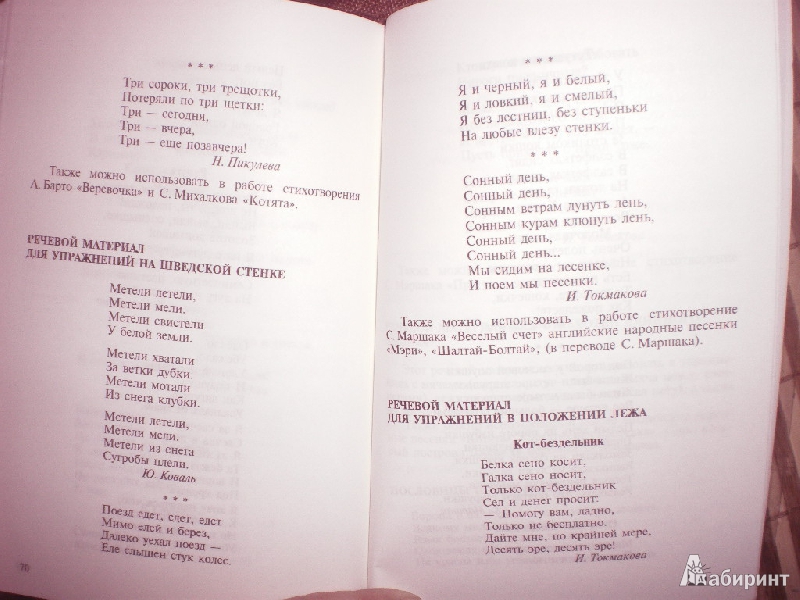 * * *
Три сороки, три трещотки,
Потеряли по три щетки:
Три — сегодня,
Три — вчера,
Три — еще позавчера!
Н. Пикулева
Также можно использовать в работе стихотворения
А. Барто «Веревочка» и С. Михалкова «Котята».
РЕЧЕВОЙ МАТЕРИАЛ
ДЛЯ УПРАЖНЕНИЙ НА ШВЕДСКОЙ СТЕНКЕ
Метели летели,
Метели мели,
Метели свистели
У белой земли.
Метели хватали
За ветки дубки.
Метели мотали
Из снега клубки.
Метели летели,
Метели мели,
Метели из снега
Сугробы плели.
Ю. Коваль
* * *
Поезд едет, едет, едет
Мимо елей и берез,
Далеко уехал поезд —
Еле слышен стук колес.
* * *
Я и черный, я и белый,
Я и ловкий, я и смелый,
Я без лестниц, без ступеньки
На любые влезу стенки.
* * *
Сонный день,
Сонный день,
Сонным ветрам дунуть лень,
Сонным курам клюнуть лень,
Сонный день,
Сонный день...
Мы сидим на лесенке,
И поем мы песенки.
И. Токмакова
Также можно использовать в работе стихотворение
С. Маршака «Веселый счет» английские народные песенки
«Мэри», «Шалтай-Болтай», (в переводе С. Маршака).
РЕЧЕВОЙ МАТЕРИАЛ
ДЛЯ УПРАЖНЕНИЙ В ПОЛОЖЕНИИ ЛЕЖА
Кот-бездельник
Белка сено косит,
Галка сено носит,
Только кот-бездельник
Сел и денег просит:
— Помогу вам, ладно,
Только не бесплатно.
Дайте мне, по крайней мере,
Десять эре, десять эре!
И. Токмакова
Лабиринт